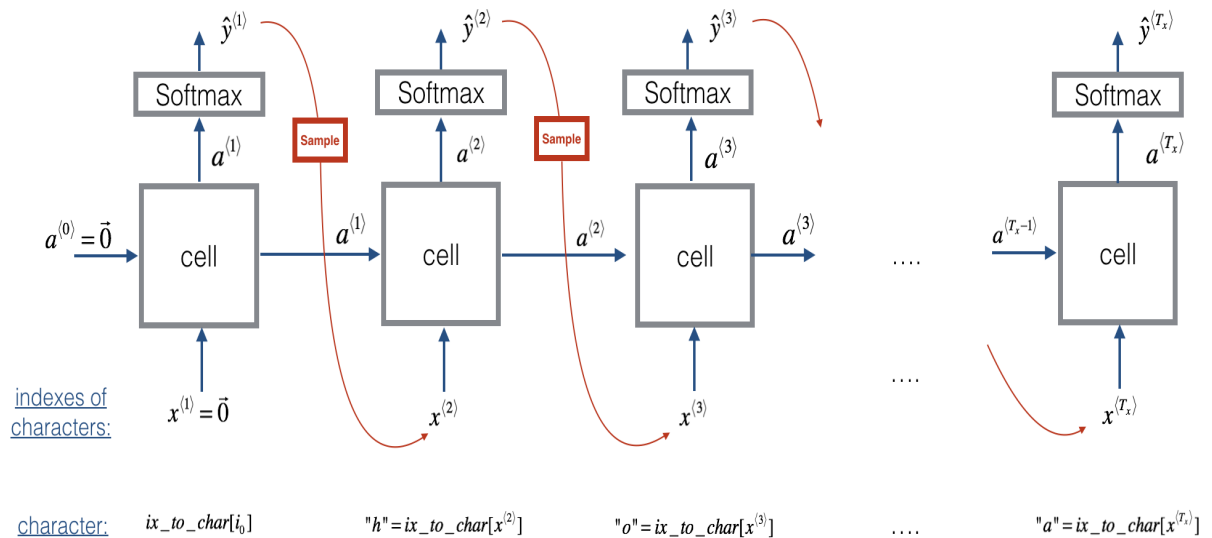 ŷ⟨1⟩ ŷ⟨2⟩ ŷ⟨3⟩ ŷ⟨Tₓ⟩
Softmax Softmax Softmax Softmax
Sample Sample
a⟨1⟩ a⟨2⟩ a⟨3⟩ a⟨Tₓ⟩
a⟨0⟩ = 0⃗ a⟨1⟩ a⟨2⟩ a⟨3⟩ a⟨Tₓ−1⟩
cell cell cell .... cell
....
indexes of
characters:
x⟨1⟩ = 0⃗ x⟨2⟩ x⟨3⟩ x⟨Tₓ⟩
character: ix_to_char[i₀] "h"=ix_to_char[x⟨2⟩] "o"=ix_to_char[x⟨3⟩] .... "a"=ix_to_char[x⟨Tₓ⟩]